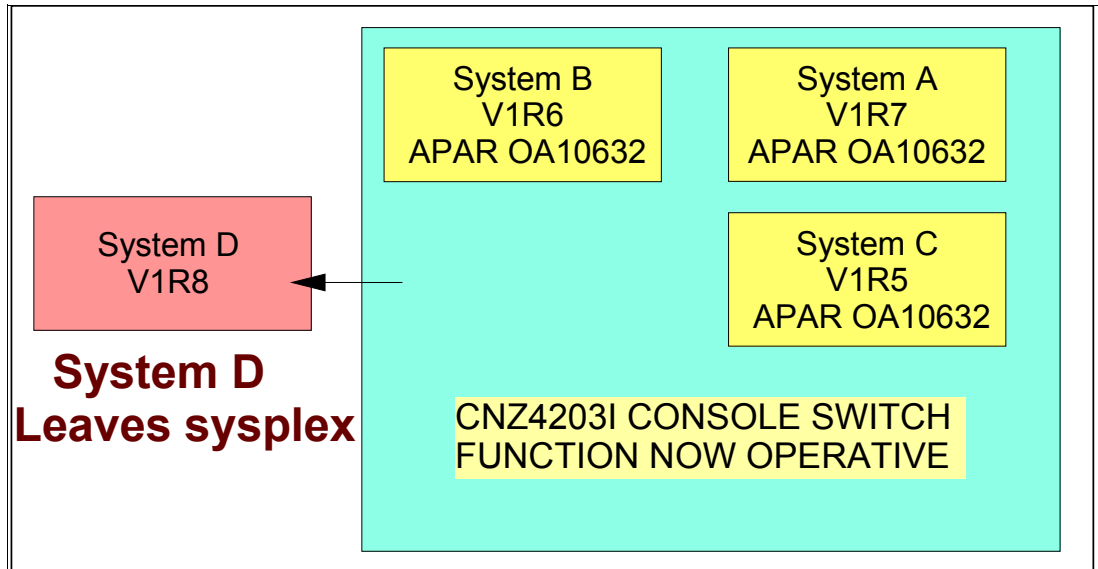 System B
V1R6
APAR OA10632
System A
V1R7
APAR OA10632
System D
V1R8
System C
V1R5
APAR OA10632
System D
Leaves sysplex
CNZ4203I CONSOLE SWITCH
FUNCTION NOW OPERATIVE